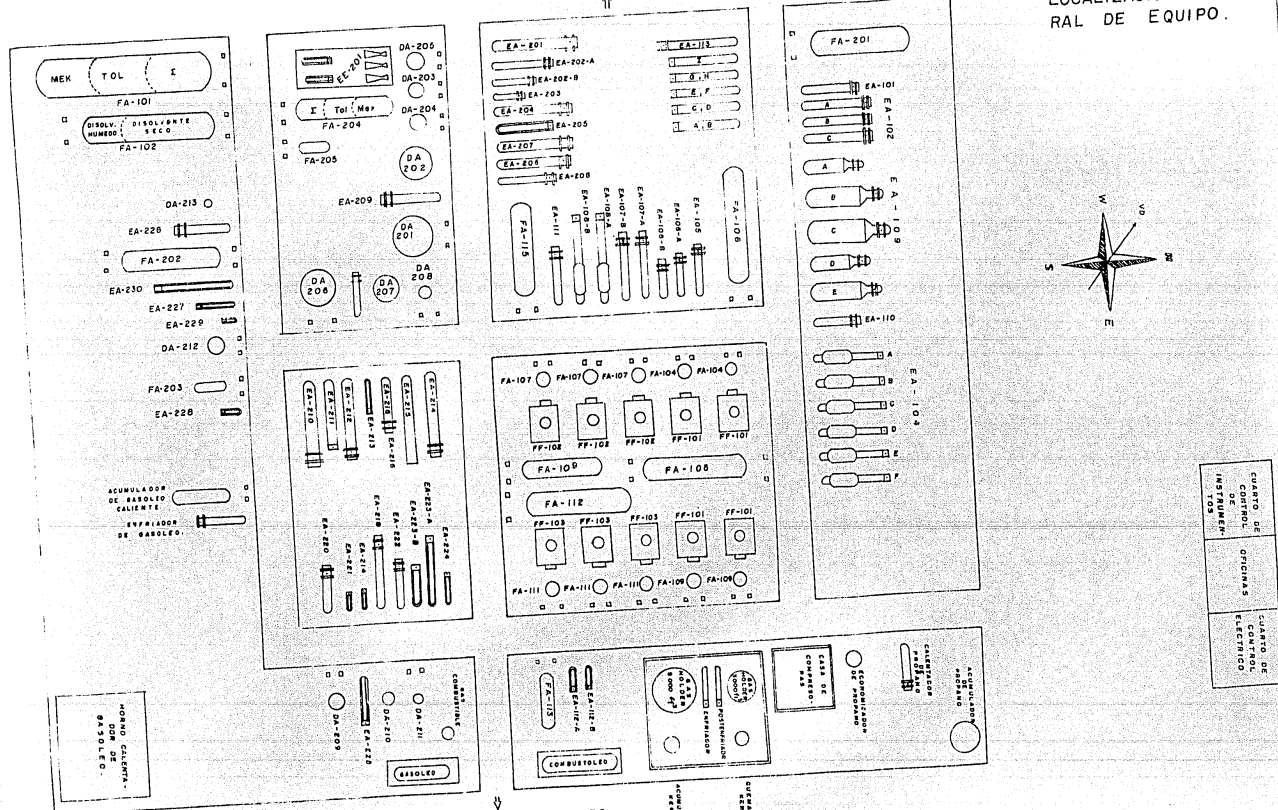 LOCALIZACION
RAL DE EQUIPO.
MEK TOL Σ
FA-101
DISOLV. HUMEDO DISOLVENTE SECO
FA-102
DA-213
EA-226
FA-202
EA-230
EA-227
EA-229
DA-212
FA-203
EA-228
ACUMULADOR
DE GASOLEO
CALIENTE
ENFRIADOR
DE GASOLEO.
HORNO CALENTA-
DOR DE
GASOLEO.
EE-201
DA-205
DA-203
DA-204
Σ Tol Mek
FA-204
FA-205
DA
202
EA-209
DA
201
DA
206
DA
207
DA
208
EA-201
EA-202-A
EA-202-B
EA-203
EA-204
EA-205
EA-207
EA-206
EA-208
EA-113
I
G, H
E, F
C, D
A, B
FA-115
EA-111
EA-108-B
EA-108-A
EA-107-B
EA-107-A
EA-106-B
EA-106-A
EA-105
FA-106
FA-201
EA-101
A
B
C
EA-102
A
B
C
D
E
EA-109
EA-110
A
B
C
D
E
F
EA-104
W
VD
N
S
E
EA-210
EA-211
EA-212
EA-213
EA-216
EA-215
EA-220
EA-221
EA-214
EA-218
EA-222
EA-223-B
EA-223-A
EA-224
FA-107 FA-107 FA-107 FA-104 FA-104
FF-102 FF-102 FF-102 FF-101 FF-101
FA-109
FA-108
FA-112
FF-103 FF-103 FF-103 FF-101 FF-101
FA-111 FA-111 FA-111 FA-109 FA-109
CUARTO DE
CONTROL
DE
INSTRUMEN-
TOS
OFICINAS
CUARTO DE
CONTROL
ELECTRICO.
DA-209
EA-225
DA-210
DA-211
GAS
COMBUSTIBLE
GASOLEO
FA-113
EA-112-A
EA-112-B
COMBUSTOLEO
GAS
HOLDER
ENFRIADOR
POSTENFRIADOR
GAS
HOLDER
CASA DE
COMPRESO-
RAS.
ECONOMIZADOR
DE PROPANO
CALENTADOR
DE
PROPANO
ACUMULADOR
DE
PROPANO